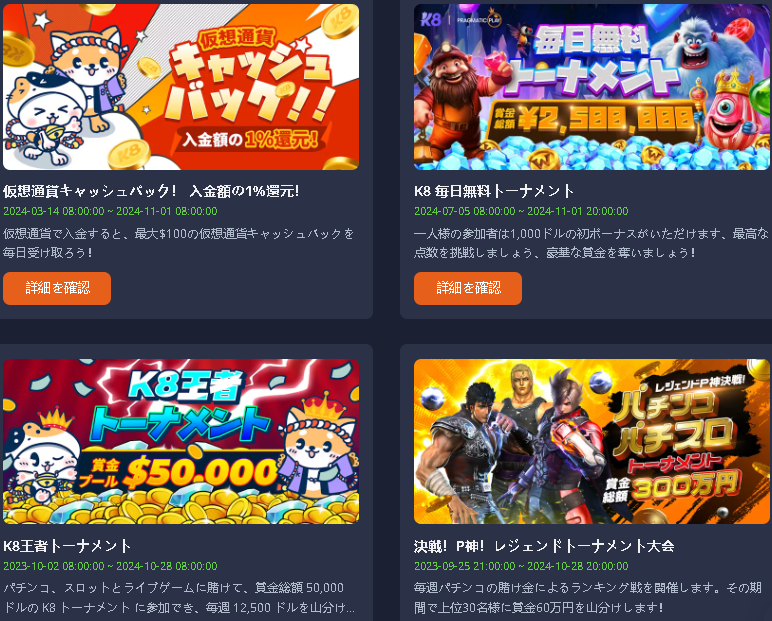 仮想通貨
キャッシュ
バック!!
入金額の1%還元!
仮想通貨キャッシュバック! 入金額の1%還元!
2024-03-14 08:00:00 ~ 2024-11-01 08:00:00
仮想通貨で入金すると、最大$100の仮想通貨キャッシュバックを
毎日受け取ろう!
詳細を確認
K8 PRAGMATIC PLAY
毎日無料
トーナメント
賞金総額 ¥2,500,000
K8 毎日無料トーナメント
2024-07-05 08:00:00 ~ 2024-11-01 20:00:00
一人様の参加者は1,000ドルの初ボーナスがいただけます、最高な
点数を挑戦しましょう、豪華な賞金を奪いましょう!
詳細を確認
K8王者
トーナメント
賞金プール $50,000
K8王者トーナメント
2023-10-02 08:00:00 ~ 2024-10-28 08:00:00
パチンコ、スロットとライブゲームに賭けて、賞金総額 50,000
ドルの K8 トーナメント に参加でき、毎週 12,500 ドルを山分け...
レジェンドP神決戦!
パチンコ
パチスロ
トーナメント
賞金総額 300万円
決戦! P神! レジェンドトーナメント大会
2023-09-25 21:00:00 ~ 2024-10-28 20:00:00
毎週パチンコの賭け金によるランキング戦を開催します。その期
間で上位30名様に賞金60万円を山分けします!